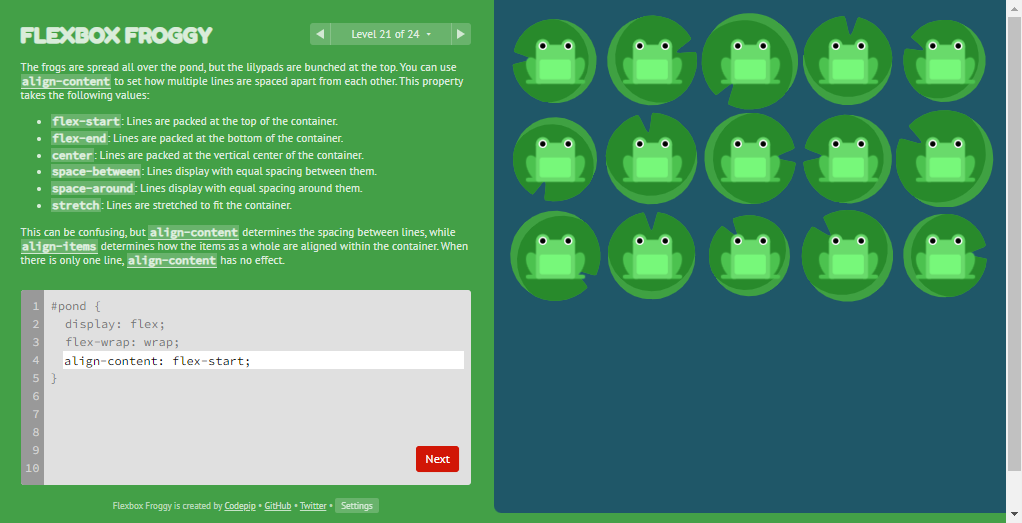 FLEXBOX FROGGY
Level 21 of 24
The frogs are spread all over the pond, but the lilypads are bunched at the top. You can use
align-content to set how multiple lines are spaced apart from each other. This property
takes the following values:
• flex-start: Lines are packed at the top of the container.
• flex-end: Lines are packed at the bottom of the container.
• center: Lines are packed at the vertical center of the container.
• space-between: Lines display with equal spacing between them.
• space-around: Lines display with equal spacing around them.
• stretch: Lines are stretched to fit the container.
This can be confusing, but align-content determines the spacing between lines, while
align-items determines how the items as a whole are aligned within the container. When
there is only one line, align-content has no effect.
1 #pond {
2 display: flex;
3 flex-wrap: wrap;
4 align-content: flex-start;
5 }
6
7
8
9
10
Next
Flexbox Froggy is created by Codepip • GitHub • Twitter • Settings